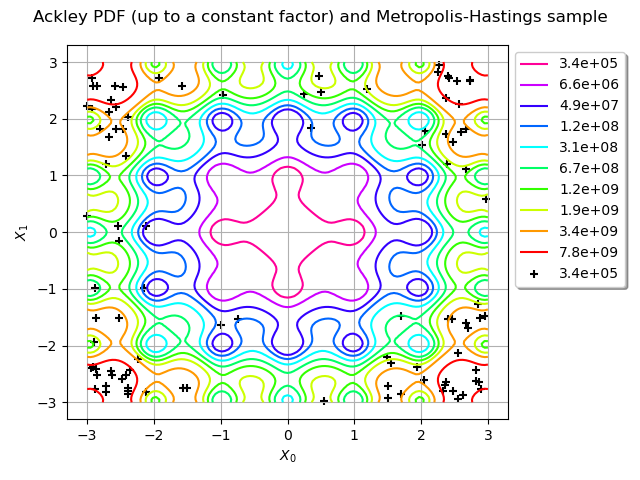 Ackley PDF (up to a constant factor) and Metropolis-Hastings sample
3
2
1
0
−1
−2
−3
X1
−3
−2
−1
0
1
2
3
X0
3.4e+05
6.6e+06
4.9e+07
1.2e+08
3.1e+08
6.7e+08
1.2e+09
1.9e+09
3.4e+09
7.8e+09
3.4e+05